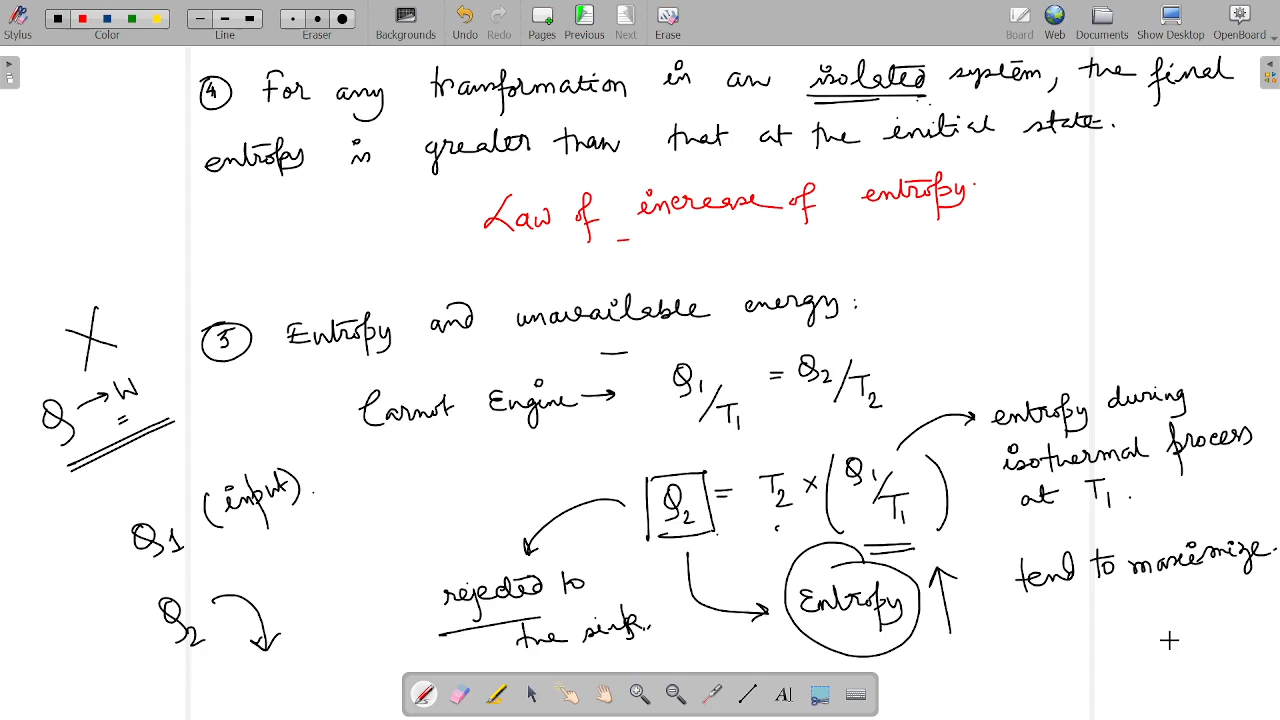 Stylus Color Line Eraser Backgrounds Undo Redo Pages Previous Next Erase Board Web Documents Show Desktop OpenBoard
④ For any transformation in an isolated system, the final
entropy is greater than that at the initial state.
Law of increase of entropy.
⑤ Entropy and unavailable energy:
Q → W
Carnot Engine → Q1/T1 = Q2/T2
Q2 = T2 × (Q1/T1)
entropy during
isothermal process
at T1.
Q1 (input).
Q2
rejected to
the sink.
Entropy ↑
tend to maximize.